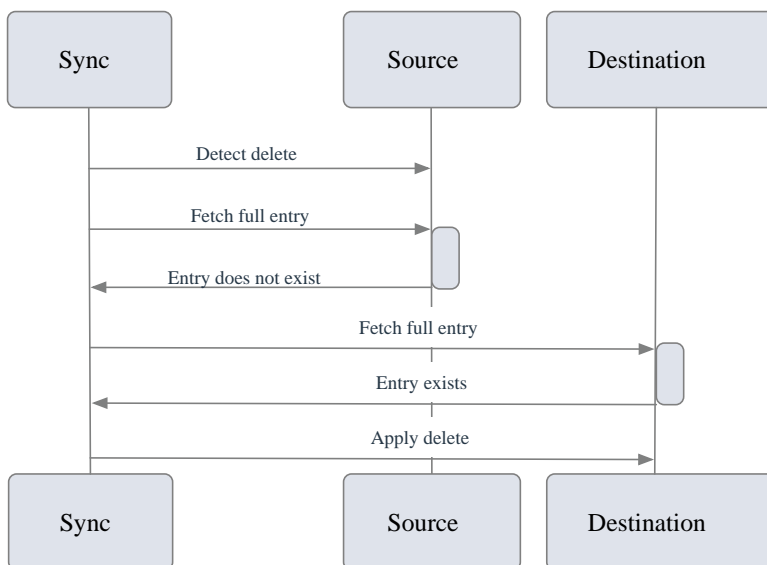 Sync
Source
Destination
Detect delete
Fetch full entry
Entry does not exist
Fetch full entry
Entry exists
Apply delete
Sync
Source
Destination